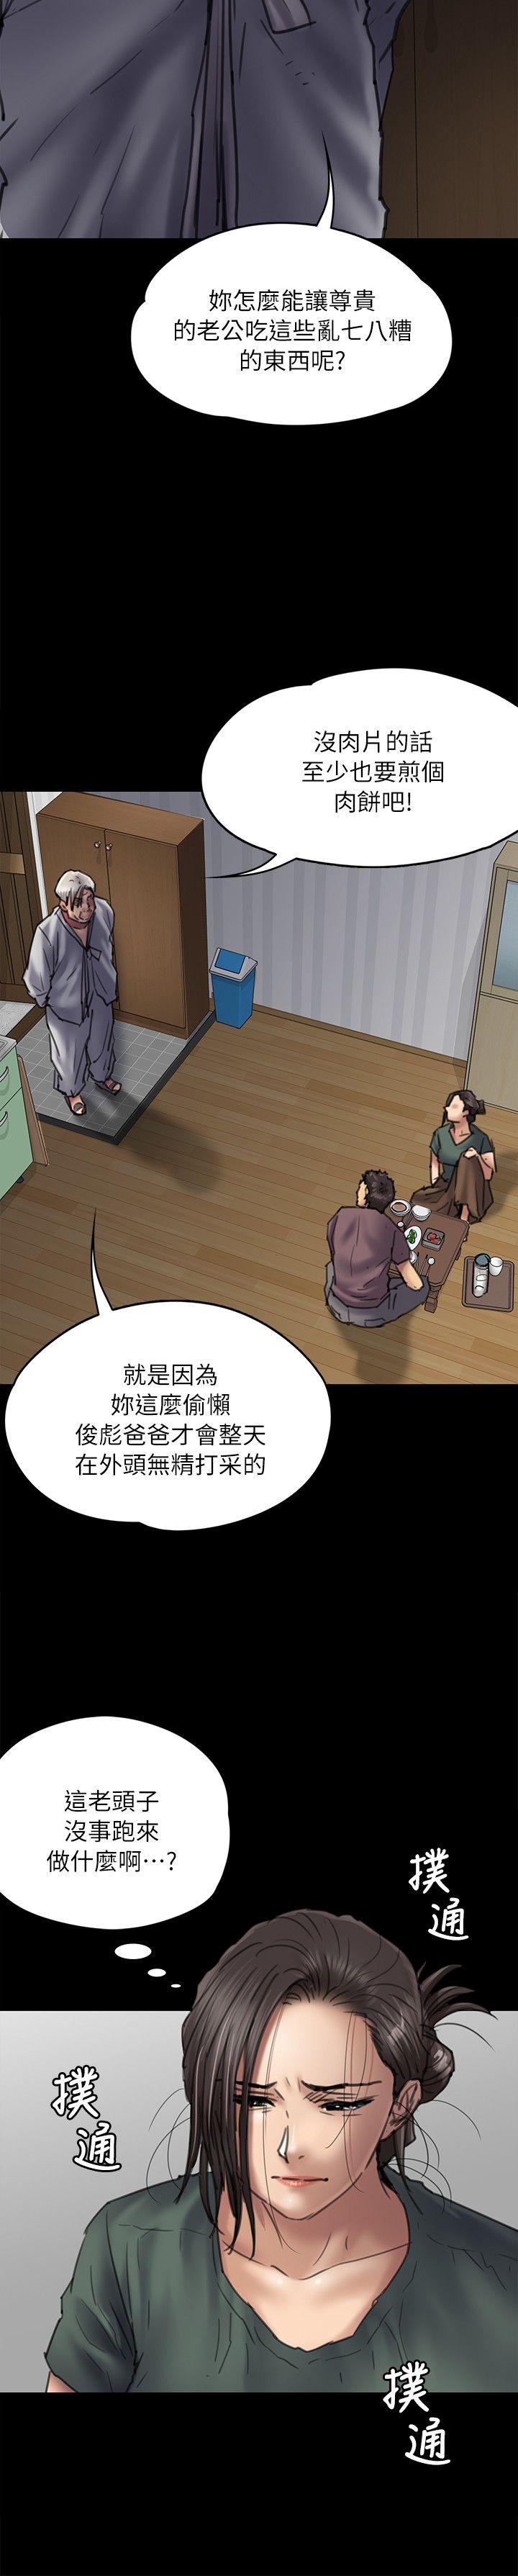 妳怎麼能讓尊貴
的老公吃這些亂七八糟
的東西呢?
沒肉片的話
至少也要煎個
肉餅吧!
就是因為
妳這麼偷懶
俊彪爸爸才會整天
在外頭無精打采的
這老頭子
沒事跑來
做什麼啊…?
撲通
撲通
撲通